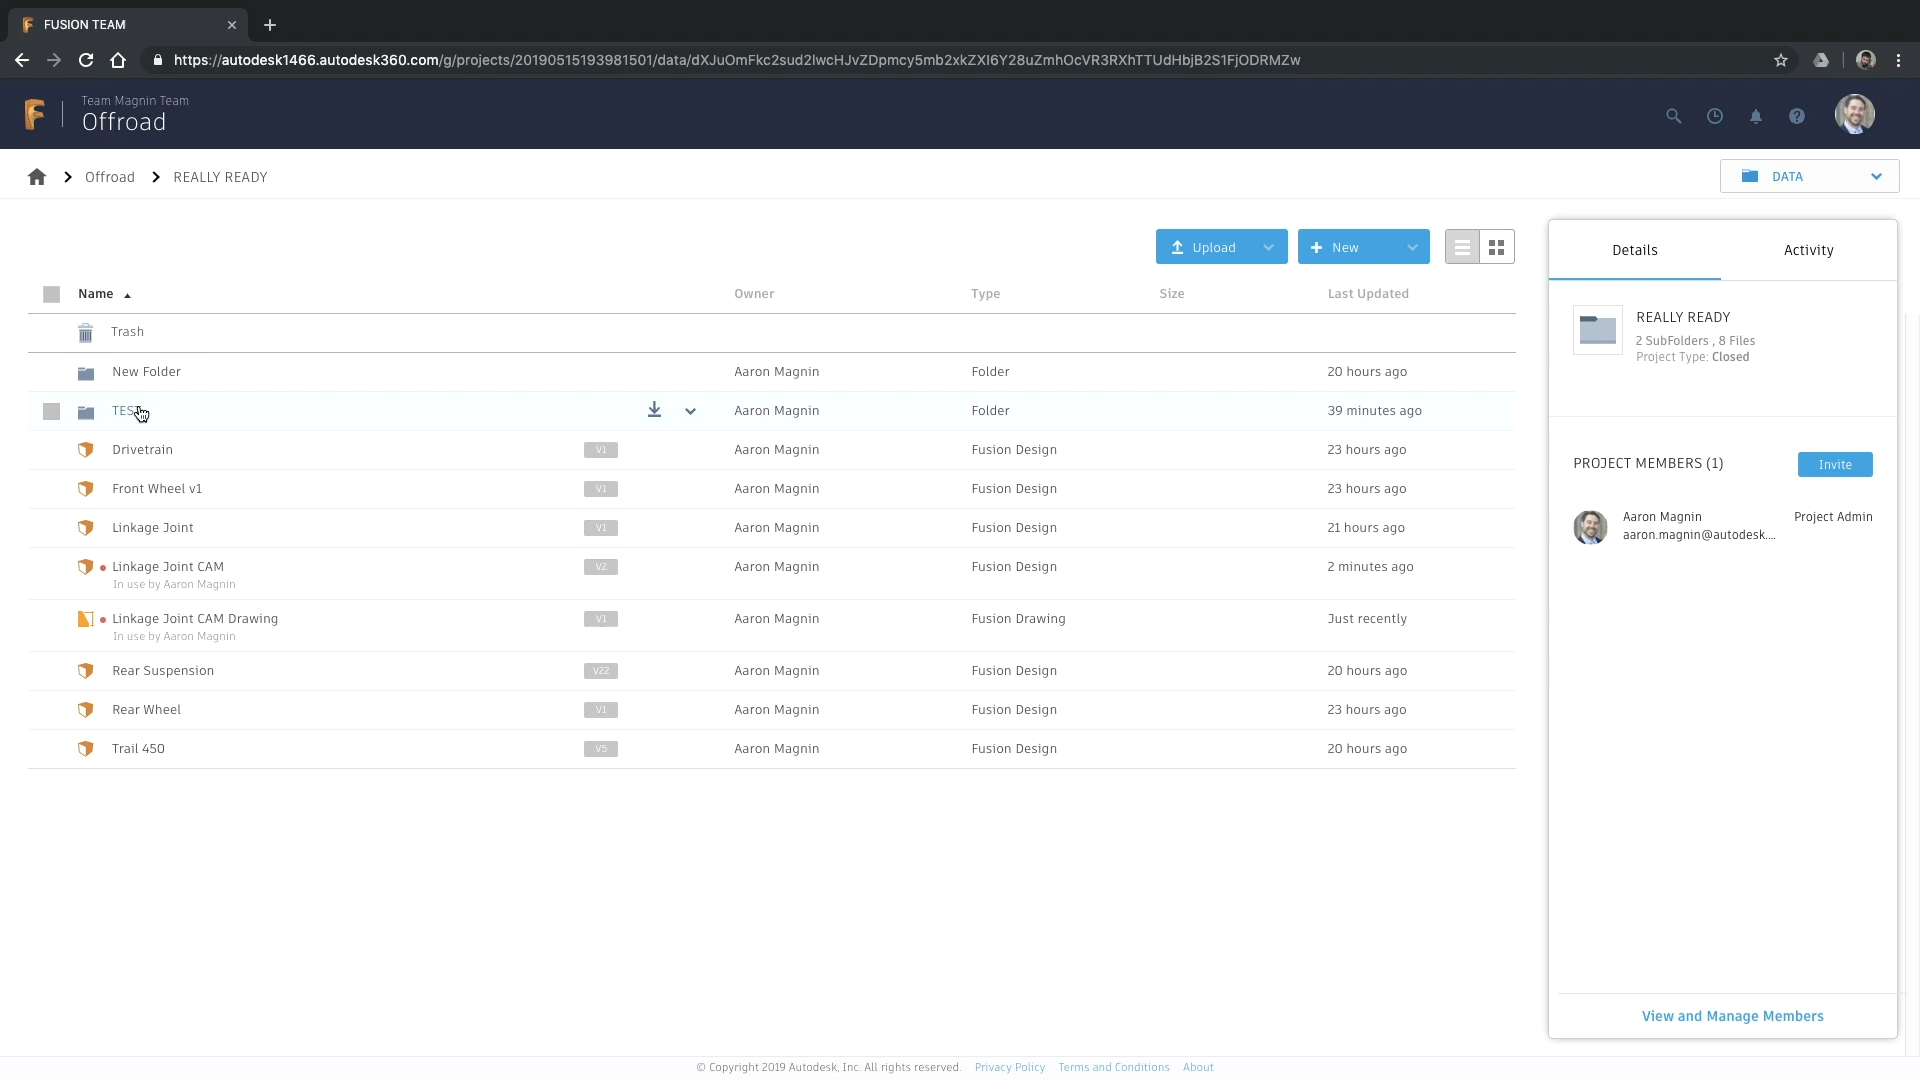 FUSION TEAM
https://autodesk1466.autodesk360.com/g/projects/20190515193981501/data/dXJuOmFkc2sud2lwcHJvZDpmcy5mb2xkZXI6Y28uZmhOcVR3RXhTTUdHbjB2S1FjODRMZw
Team Magnin Team
Offroad
Offroad
REALLY READY
DATA
Upload
New
Name Owner Type Size Last Updated
Trash
New Folder Aaron Magnin Folder 20 hours ago
TEST Aaron Magnin Folder 39 minutes ago
Drivetrain V1 Aaron Magnin Fusion Design 23 hours ago
Front Wheel v1 V1 Aaron Magnin Fusion Design 23 hours ago
Linkage Joint V1 Aaron Magnin Fusion Design 21 hours ago
Linkage Joint CAM V2 Aaron Magnin Fusion Design 2 minutes ago
In use by Aaron Magnin
Linkage Joint CAM Drawing V1 Aaron Magnin Fusion Drawing Just recently
In use by Aaron Magnin
Rear Suspension V22 Aaron Magnin Fusion Design 20 hours ago
Rear Wheel V1 Aaron Magnin Fusion Design 23 hours ago
Trail 450 V5 Aaron Magnin Fusion Design 20 hours ago
Details Activity
REALLY READY
2 SubFolders , 8 Files
Project Type: Closed
PROJECT MEMBERS (1) Invite
Aaron Magnin Project Admin
aaron.magnin@autodesk....
View and Manage Members
© Copyright 2019 Autodesk, Inc. All rights reserved. Privacy Policy Terms and Conditions About